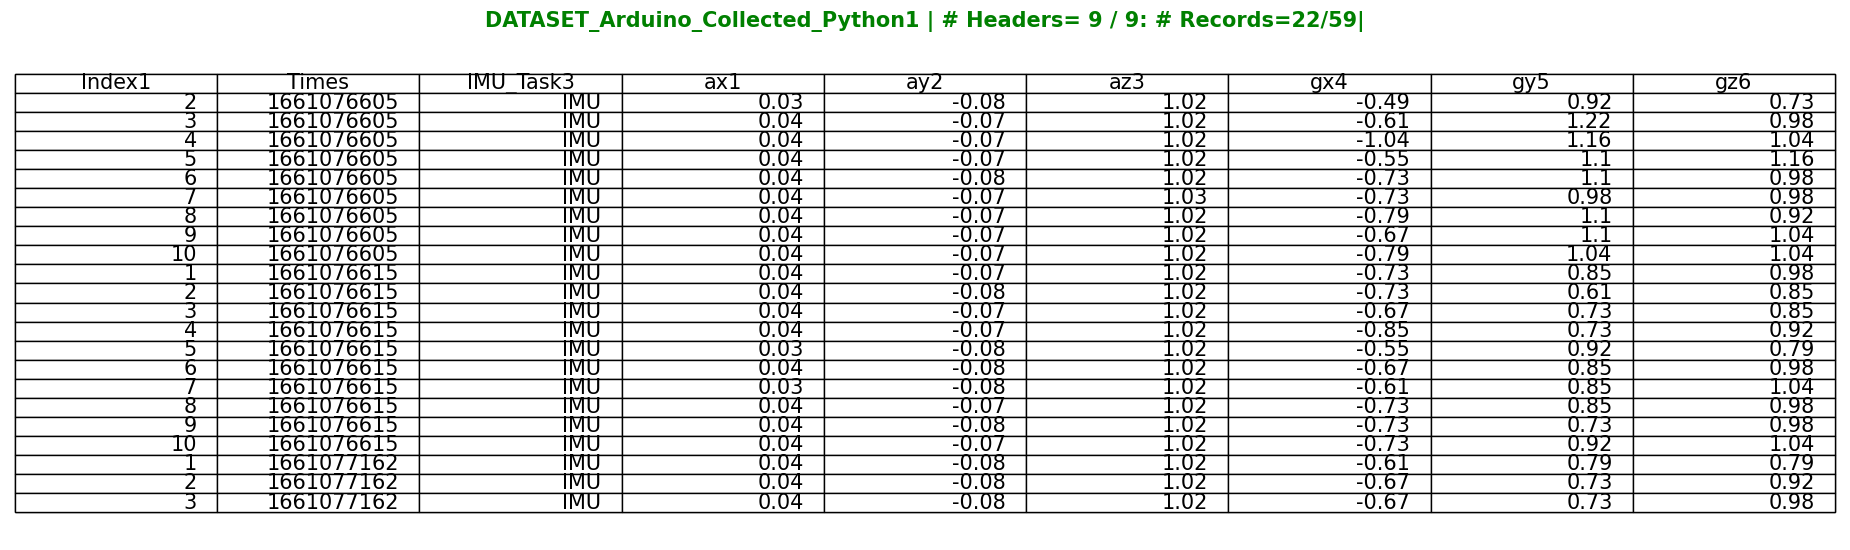 DATASET_Arduino_Collected_Python1 | # Headers= 9 / 9: # Records=22/59|
Index1 Times IMU_Task3 ax1 ay2 az3 gx4 gy5 gz6
2 1661076605 IMU 0.03 -0.08 1.02 -0.49 0.92 0.73
3 1661076605 IMU 0.04 -0.07 1.02 -0.61 1.22 0.98
4 1661076605 IMU 0.04 -0.07 1.02 -1.04 1.16 1.04
5 1661076605 IMU 0.04 -0.07 1.02 -0.55 1.1 1.16
6 1661076605 IMU 0.04 -0.08 1.02 -0.73 1.1 0.98
7 1661076605 IMU 0.04 -0.07 1.03 -0.73 0.98 0.98
8 1661076605 IMU 0.04 -0.07 1.02 -0.79 1.1 0.92
9 1661076605 IMU 0.04 -0.07 1.02 -0.67 1.1 1.04
10 1661076605 IMU 0.04 -0.07 1.02 -0.79 1.04 1.04
1 1661076615 IMU 0.04 -0.07 1.02 -0.73 0.85 0.98
2 1661076615 IMU 0.04 -0.08 1.02 -0.73 0.61 0.85
3 1661076615 IMU 0.04 -0.07 1.02 -0.67 0.73 0.85
4 1661076615 IMU 0.04 -0.07 1.02 -0.85 0.73 0.92
5 1661076615 IMU 0.03 -0.08 1.02 -0.55 0.92 0.79
6 1661076615 IMU 0.04 -0.08 1.02 -0.67 0.85 0.98
7 1661076615 IMU 0.03 -0.08 1.02 -0.61 0.85 1.04
8 1661076615 IMU 0.04 -0.07 1.02 -0.73 0.85 0.98
9 1661076615 IMU 0.04 -0.08 1.02 -0.73 0.73 0.98
10 1661076615 IMU 0.04 -0.07 1.02 -0.73 0.92 1.04
1 1661077162 IMU 0.04 -0.08 1.02 -0.61 0.79 0.79
2 1661077162 IMU 0.04 -0.08 1.02 -0.67 0.73 0.92
3 1661077162 IMU 0.04 -0.08 1.02 -0.67 0.73 0.98